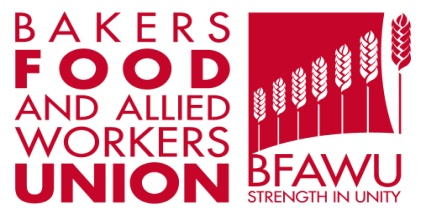 BAKERS
FOOD
AND ALLIED
WORKERS
UNION
BFAWU
STRENGTH IN UNITY